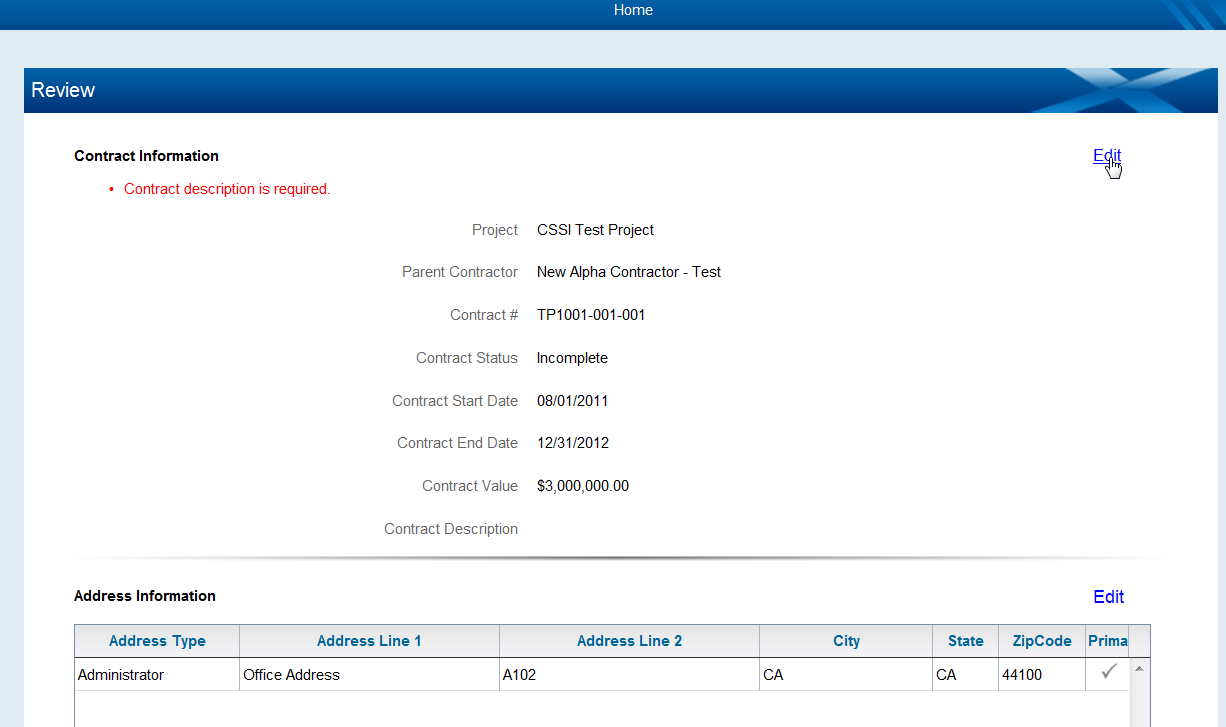 Home
Review
Contract Information Edit
• Contract description is required.
Project CSSI Test Project
Parent Contractor New Alpha Contractor - Test
Contract # TP1001-001-001
Contract Status Incomplete
Contract Start Date 08/01/2011
Contract End Date 12/31/2012
Contract Value $3,000,000.00
Contract Description
Address Information Edit
Address Type Address Line 1 Address Line 2 City State ZipCode Prima
Administrator Office Address A102 CA CA 44100